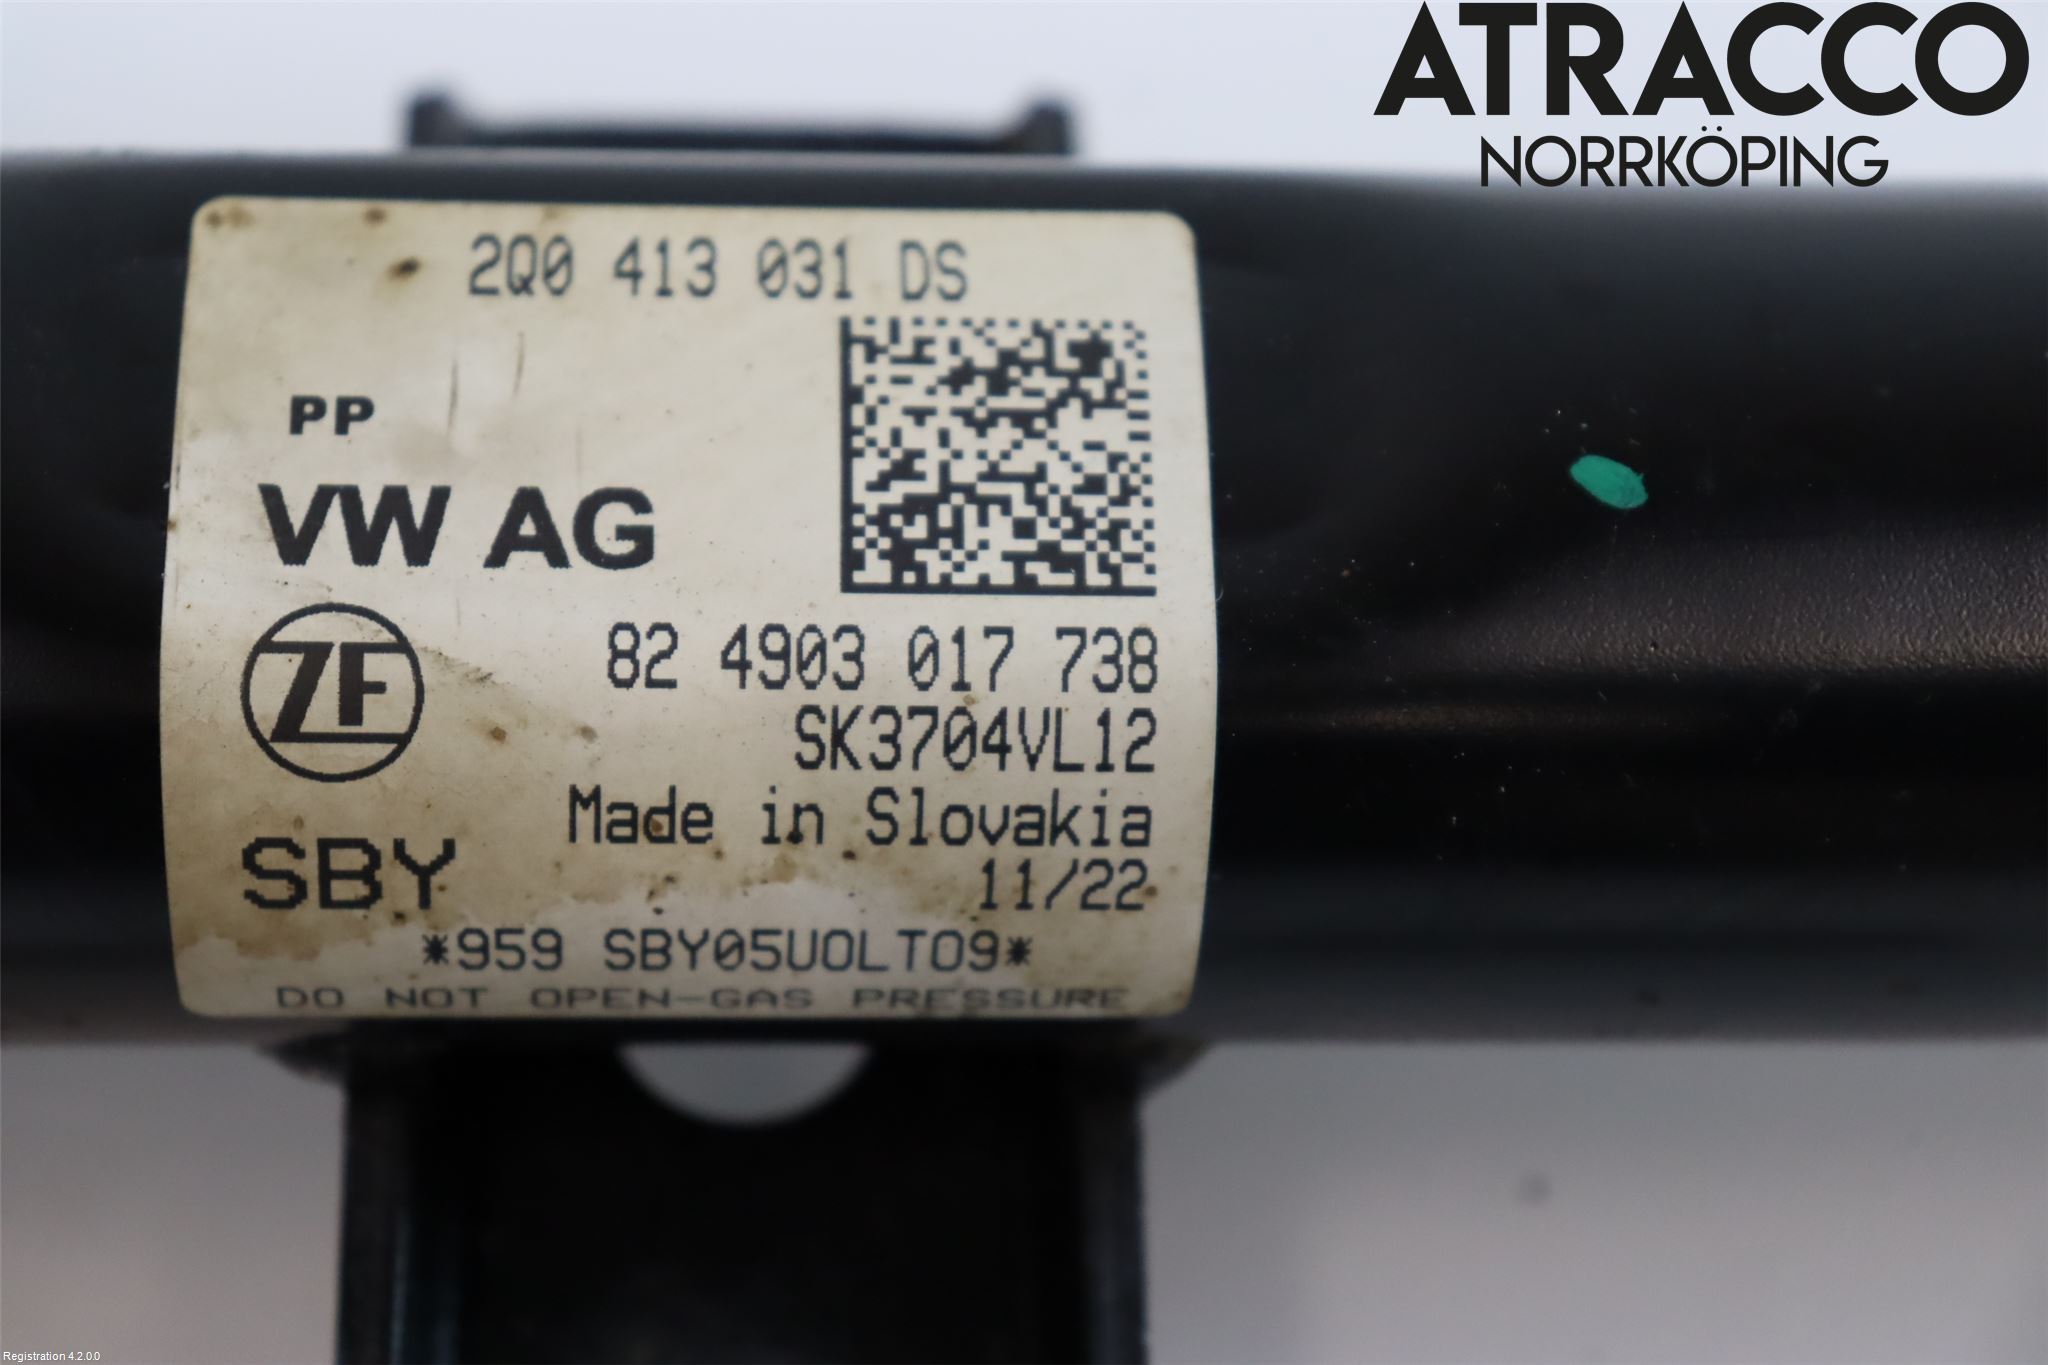 ATRACCO
NORRKÖPING
2Q0 413 031 DS
PP
VW AG
ZF
82 4903 017 738
SK3704VL12
Made in Slovakia
SBY
11/22
*959 SBY05UOLTO9*
DO NOT OPEN-GAS PRESSURE
Registration 4.2.0.0